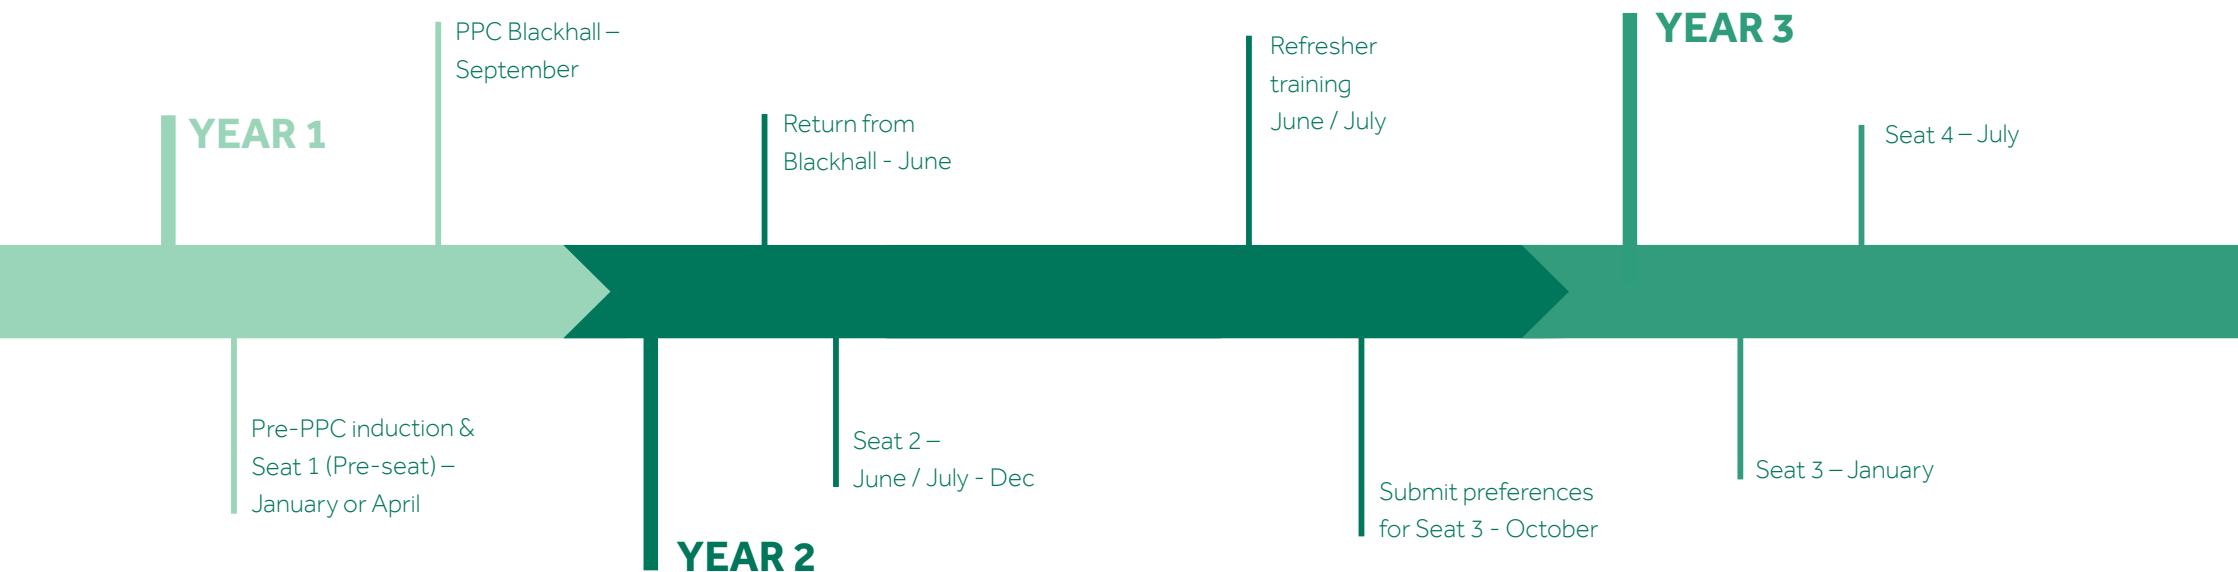 YEAR 1
Pre-PPC induction &
Seat 1 (Pre-seat) –
January or April
PPC Blackhall –
September
YEAR 2
Return from
Blackhall - June
Seat 2 –
June / July - Dec
Refresher
training
June / July
Submit preferences
for Seat 3 - October
YEAR 3
Seat 3 – January
Seat 4 – July